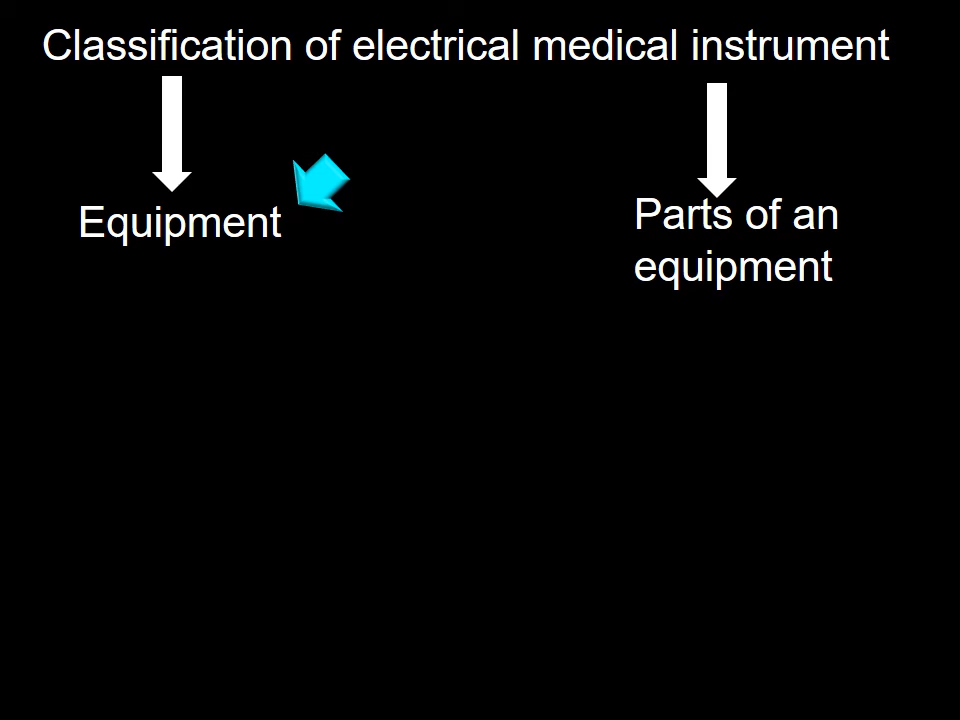 Classification of electrical medical instrument
Equipment
Parts of an
equipment